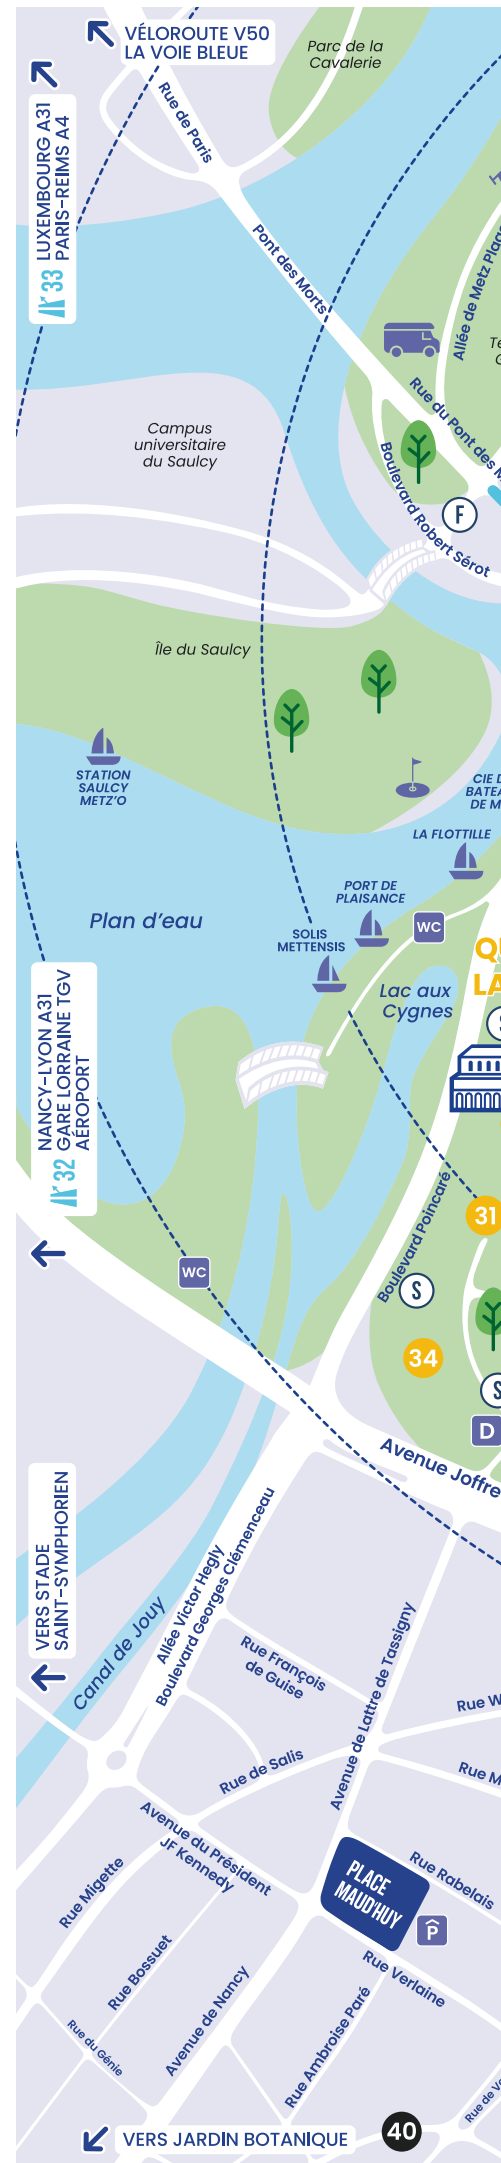 VÉLOROUTE V50
LA VOIE BLEUE
Parc de la
Cavalerie
LUXEMBOURG A31
PARIS-REIMS A4
33
Rue de Paris
Pont des Morts
Allée de Metz Plage
Rue du Pont des
Campus
universitaire
du Saulcy
Boulevard Robert Sérot
F
Île du Saulcy
STATION
SAULCY
METZ'O
CIE
DE
LA FLOTTILLE
PORT DE
PLAISANCE
WC
SOLIS
METTENSIS
Plan d'eau
Lac aux
Cygnes
NANCY-LYON A31
GARE LORRAINE TGV
AÉROPORT
32
31
Boulevard Poincaré
WC
S
34
S
D
Avenue Joffre
VERS STADE
SAINT-SYMPHORIEN
Canal de Jouy
Allée Victor Hegly
Boulevard Georges Clémenceau
Rue François
de Guise
Avenue de Lattre de Tassigny
Rue
Rue de Salis
Rue
Avenue du Président
JF Kennedy
PLACE
MAUD'HUY
Rue Rabelais
P
Rue Migette
Rue Bossuet
Rue Verlaine
Avenue de Nancy
Rue Ambroise Paré
Rue du Génie
Rue de
VERS JARDIN BOTANIQUE
40